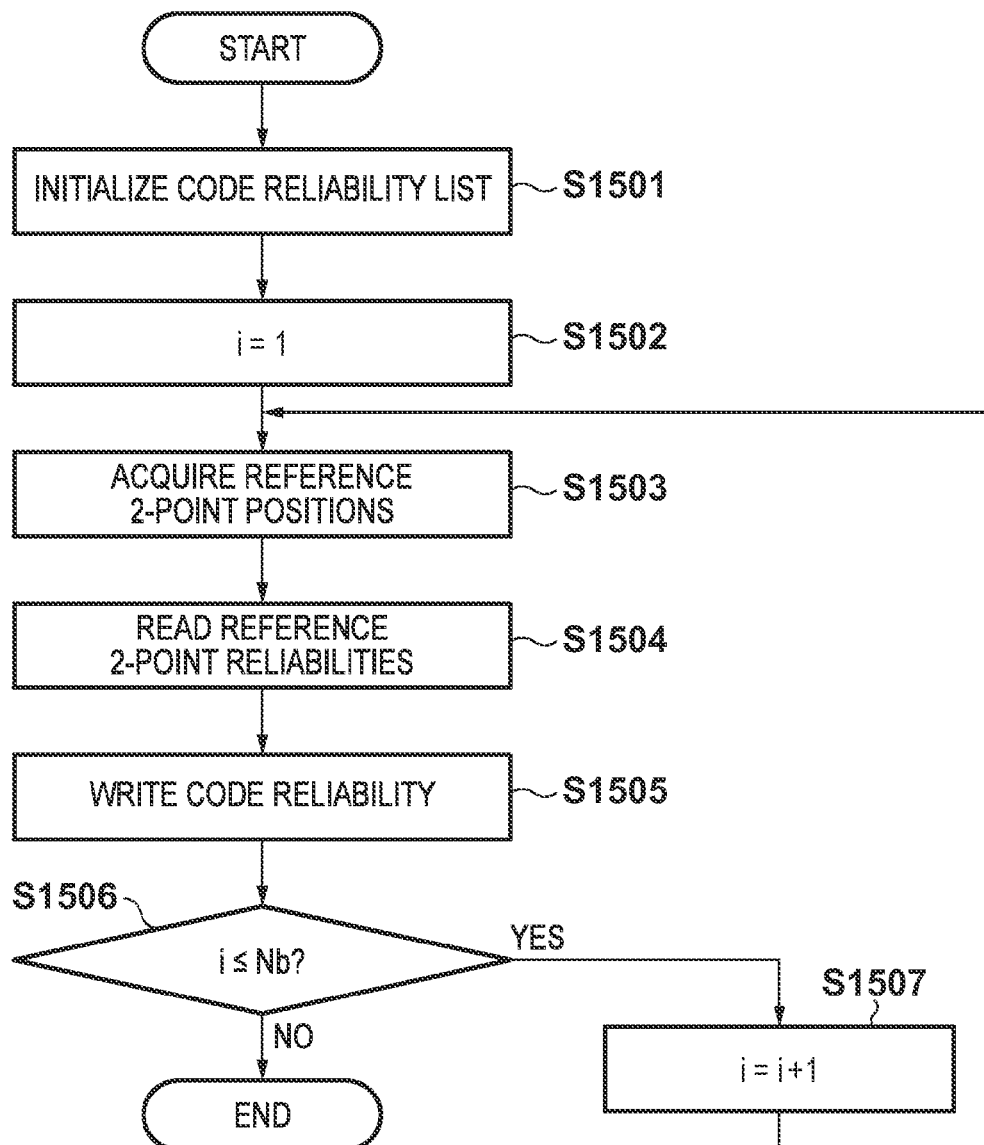 START
INITIALIZE CODE RELIABILITY LIST
S1501
i = 1
S1502
ACQUIRE REFERENCE
2-POINT POSITIONS
S1503
READ REFERENCE
2-POINT RELIABILITIES
S1504
WRITE CODE RELIABILITY
S1505
S1506
i ≤ Nb?
YES
S1507
NO
i = i+1
END